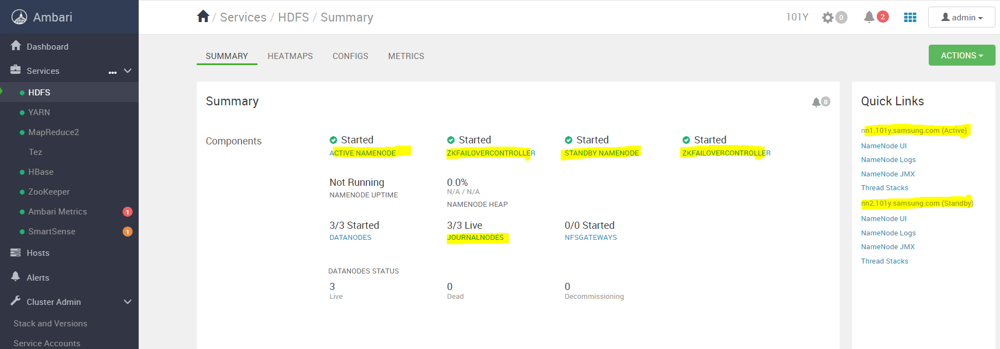 Ambari
/ Services / HDFS / Summary
101Y
0
2
admin
Dashboard
Services
...
HDFS
YARN
MapReduce2
Tez
HBase
ZooKeeper
Ambari Metrics
1
SmartSense
1
Hosts
Alerts
Cluster Admin
Stack and Versions
Service Accounts
SUMMARY
HEATMAPS
CONFIGS
METRICS
ACTIONS
Summary
0
Components
Started
ACTIVE NAMENODE
Started
ZKFAILOVERCONTROLLER
Started
STANDBY NAMENODE
Started
ZKFAILOVERCONTROLLER
Not Running
NAMENODE UPTIME
0.0%
N/A / N/A
NAMENODE HEAP
3/3 Started
DATANODES
3/3 Live
JOURNALNODES
0/0 Started
NFSGATEWAYS
DATANODES STATUS
3
Live
0
Dead
0
Decommissioning
Quick Links
nn1.101y.samsung.com (Active)
NameNode UI
NameNode Logs
NameNode JMX
Thread Stacks
nn2.101y.samsung.com (Standby)
NameNode UI
NameNode Logs
NameNode JMX
Thread Stacks